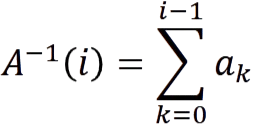 $A^{-1}(i) = \sum_{k=0}^{i-1} a_k$